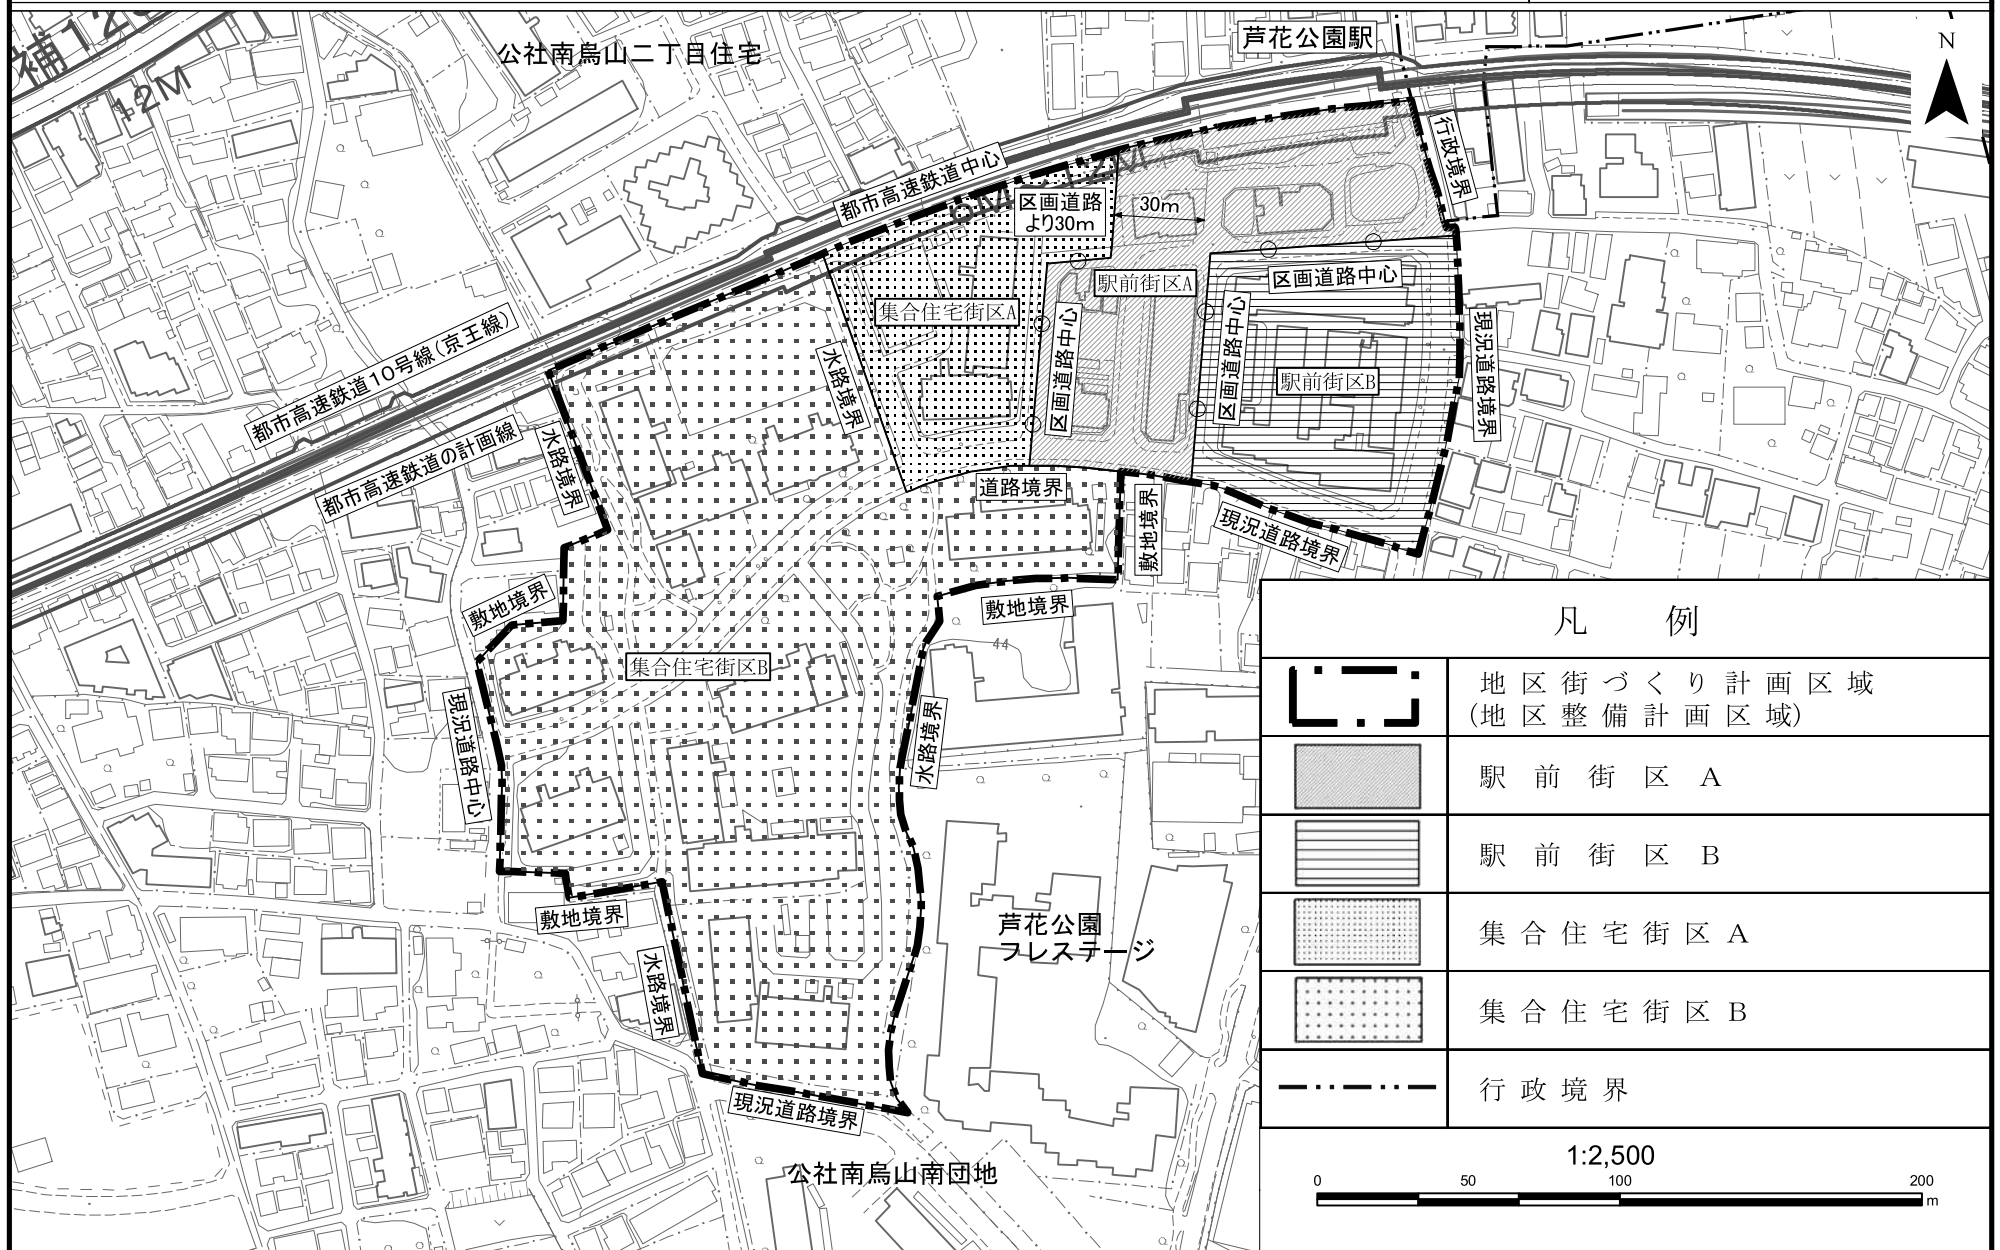 補12
12M
公社南烏山二丁目住宅
芦花公園駅
N
行政境界
都市高速鉄道中心
12M
区画道路
より30m
30m
駅前街区A
区画道路中心
集合住宅街区A
区画道路中心
区画道路中心
駅前街区B
現況道路境界
都市高速鉄道10号線(京王線)
水路境界
都市高速鉄道の計画線
水路境界
道路境界
敷地境界
現況道路境界
敷地境界
敷地境界
44
集合住宅街区B
現況道路中心
水路境界
敷地境界
芦花公園
フレステージ
水路境界
現況道路境界
公社南烏山南団地
凡例
地区街づくり計画区域
(地区整備計画区域)
駅前街区A
駅前街区B
集合住宅街区A
集合住宅街区B
行政境界
1:2,500
0 50 100 200
m